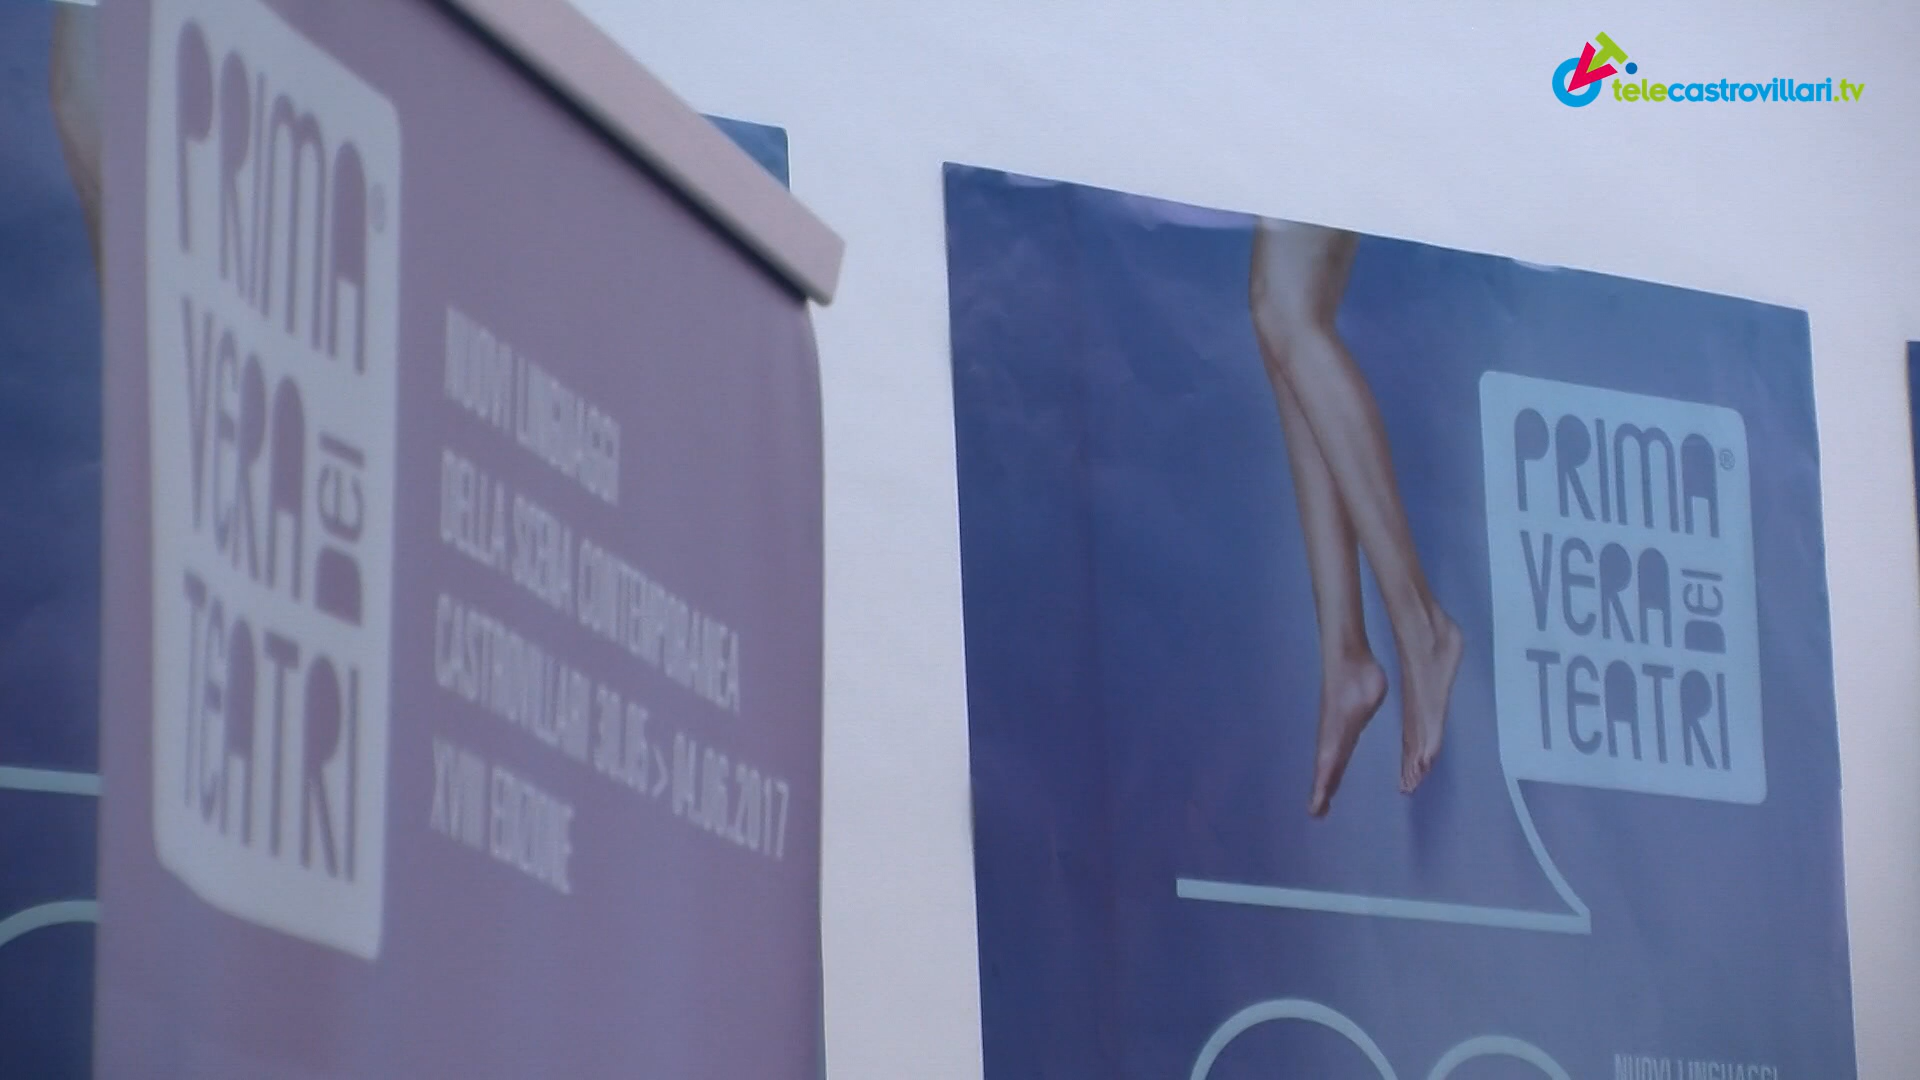 PRIMA®
VERA DEI
TEATRI
NUOVI LINGUAGGI
DELLA SCENA CONTEMPORANEA
CASTROVILLARI 30.05 > 04.06.2017
XVIII EDIZIONE
telecastrovillari.tv
PRIMA®
VERA DEI
TEATRI
NUOVI LINGUAGGI